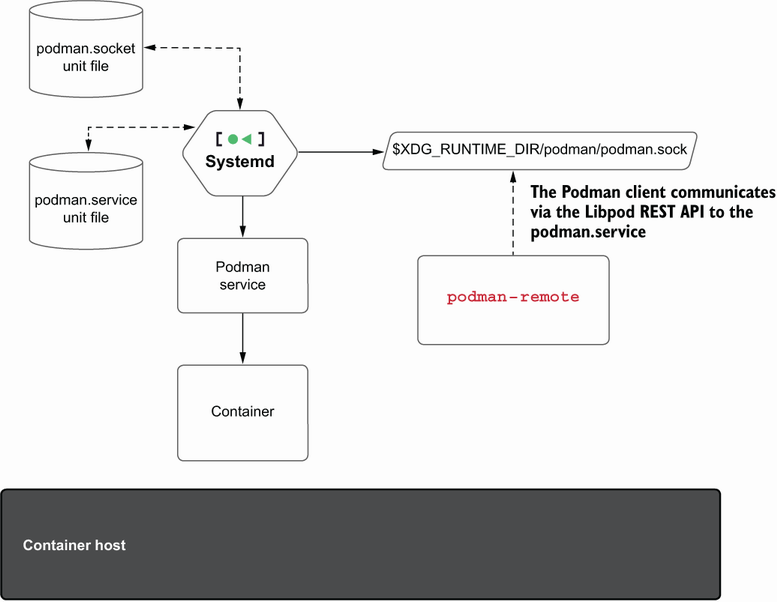 podman.socket
unit file
[ ●◀ ]
Systemd
$XDG_RUNTIME_DIR/podman/podman.sock
podman.service
unit file
The Podman client communicates
via the Libpod REST API to the
podman.service
Podman
service
podman-remote
Container
Container host